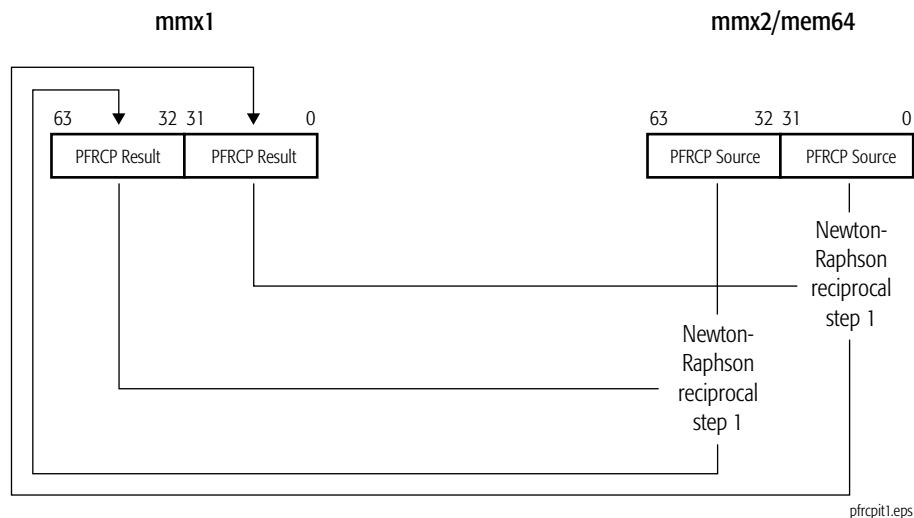 mmx1
mmx2/mem64
63 32 31 0
63 32 31 0
PFRCP Result PFRCP Result
PFRCP Source PFRCP Source
Newton-
Raphson
reciprocal
step 1
Newton-
Raphson
reciprocal
step 1
pfrcpit1.eps